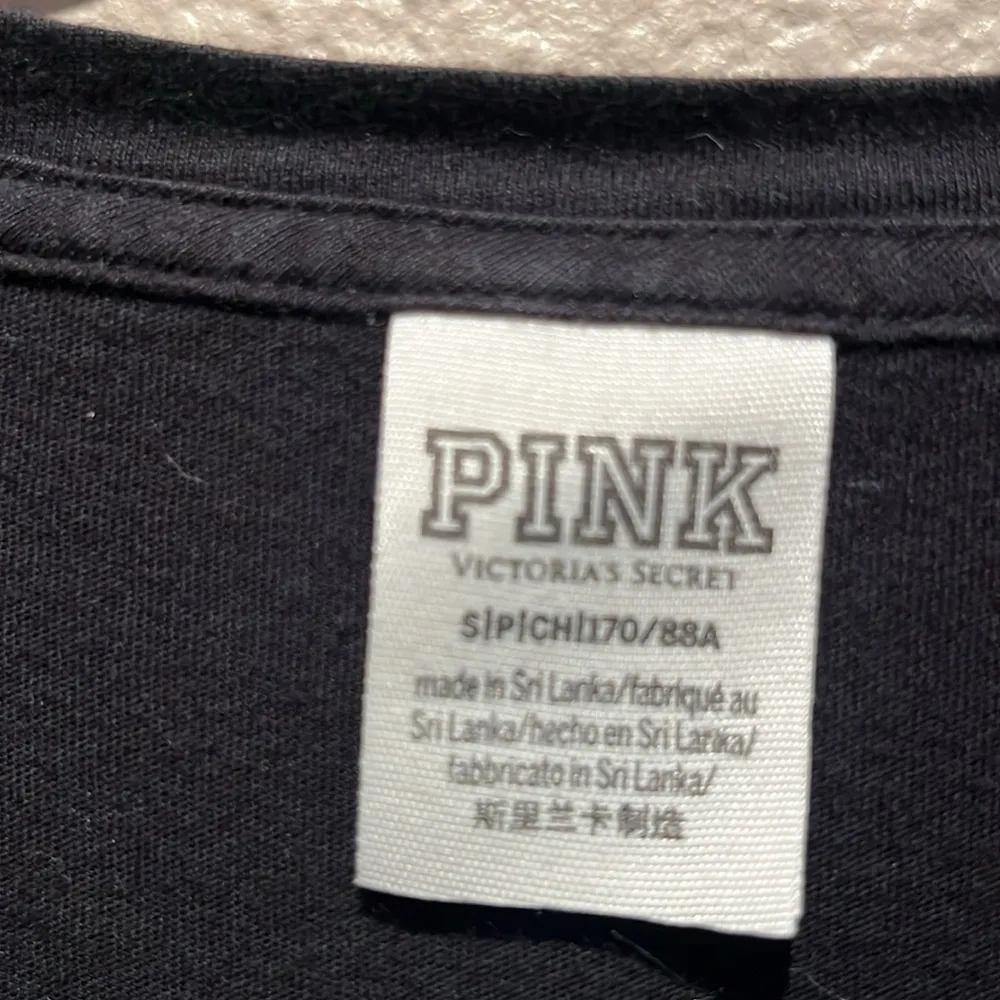 PINK
VICTORIA'S SECRET
S|P|CH|170/88A
made in Sri Lanka/fabriqué au
Sri Lanka/hecho en Sri Lanka/
fabbricato in Sri Lanka/
斯里兰卡制造